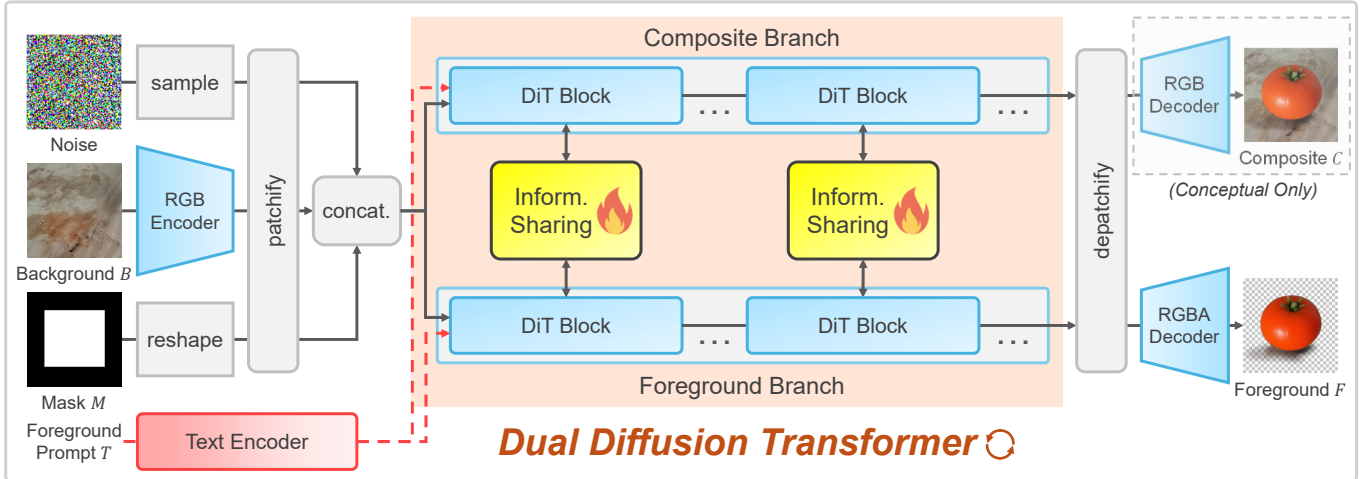 Composite Branch
sample
Noise
RGB
Encoder
Background B
reshape
Mask M
Foreground
Prompt T
Text Encoder
patchify
concat.
DiT Block
...
DiT Block
...
Inform.
Sharing
Inform.
Sharing
DiT Block
...
DiT Block
...
Foreground Branch
Dual Diffusion Transformer
depatchify
RGB
Decoder
Composite C
(Conceptual Only)
RGBA
Decoder
Foreground F